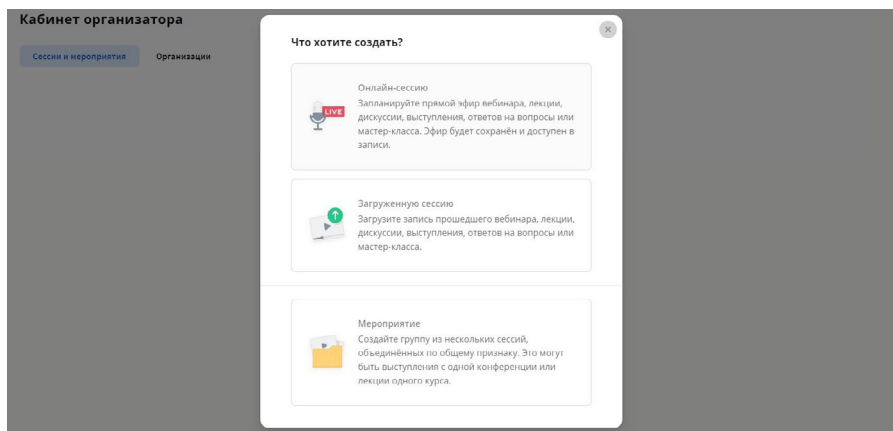 Кабинет организатора
Сессии и мероприятия
Организации
Что хотите создать?
Онлайн-сессию
Запланируйте прямой эфир вебинара, лекции,
дискуссии, выступления, ответов на вопросы или
мастер-класса. Эфир будет сохранён и доступен в
записи.
LIVE
Загруженную сессию
Загрузите запись прошедшего вебинара, лекции,
дискуссии, выступления, ответов на вопросы или
мастер-класса.
Мероприятие
Создайте группу из нескольких сессий,
объединённых по общему признаку. Это могут
быть выступления с одной конференции или
лекции одного курса.